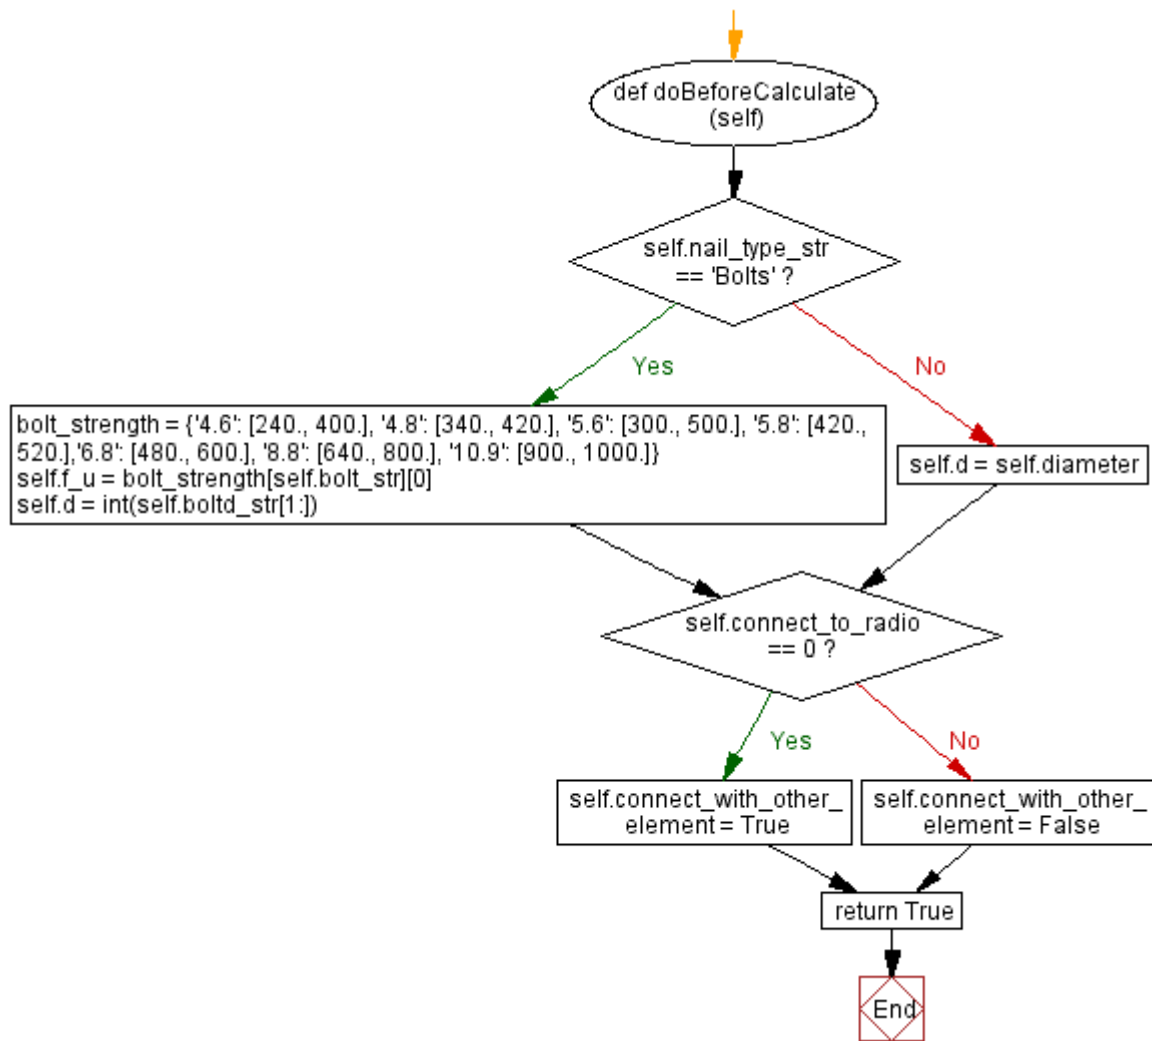 def doBeforeCalculate
(self)
self.nail_type_str
== 'Bolts' ?
Yes
No
bolt_strength = {'4.6': [240., 400.], '4.8': [340., 420.], '5.6': [300., 500.], '5.8': [420.,
520.],'6.8': [480., 600.], '8.8': [640., 800.], '10.9': [900., 1000.]}
self.f_u = bolt_strength[self.bolt_str][0]
self.d = int(self.boltd_str[1:])
self.d = self.diameter
self.connect_to_radio
== 0 ?
Yes
No
self.connect_with_other_
element = True
self.connect_with_other_
element = False
return True
End